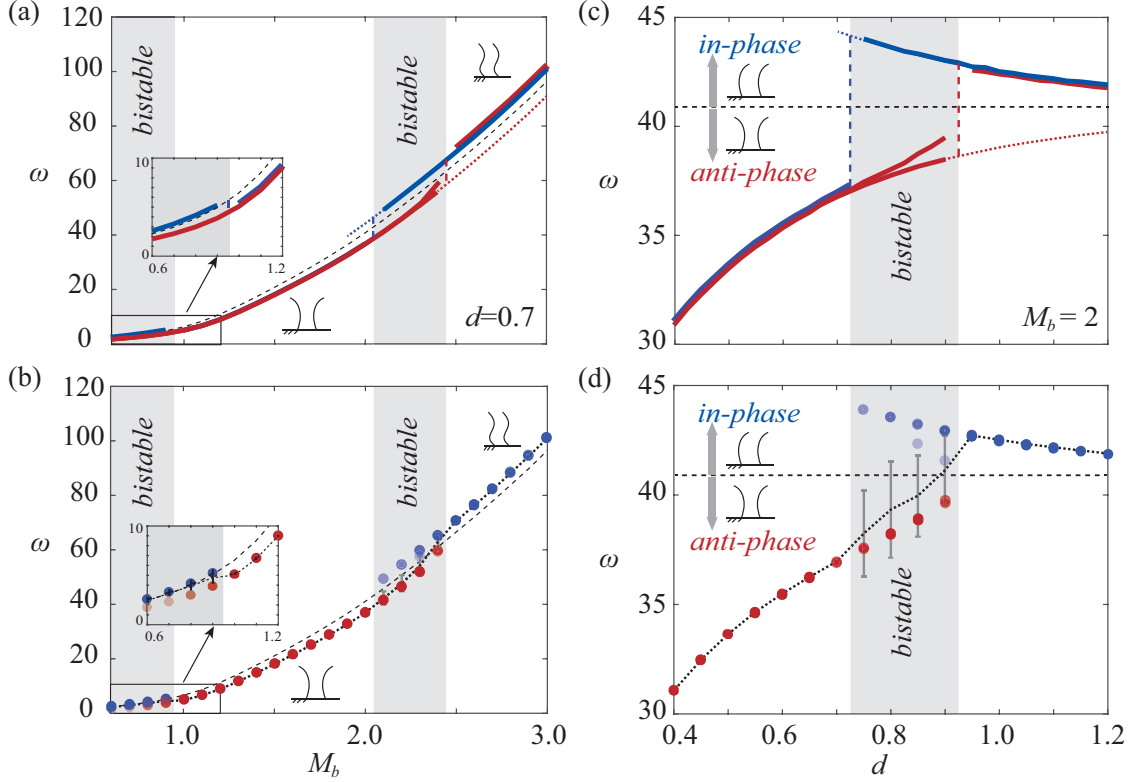 (a)
120
100
80
60
40
20
0
ω
bistable
bistable
10
0
0.6
1.2
d=0.7
(b)
120
100
80
60
40
20
0
ω
bistable
bistable
10
0
0.6
1.2
1.0
2.0
3.0
M_b
(c)
45
40
35
30
ω
in-phase
anti-phase
bistable
M_b = 2
(d)
45
40
35
30
ω
in-phase
anti-phase
bistable
0.4
0.6
0.8
1.0
1.2
d